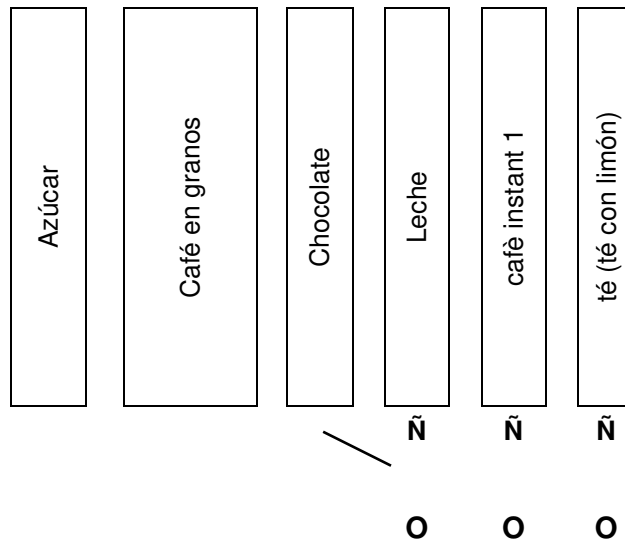 Azúcar
Café en granos
Chocolate
Leche
cafè instant 1
té (té con limón)
Ñ Ñ Ñ
O O O